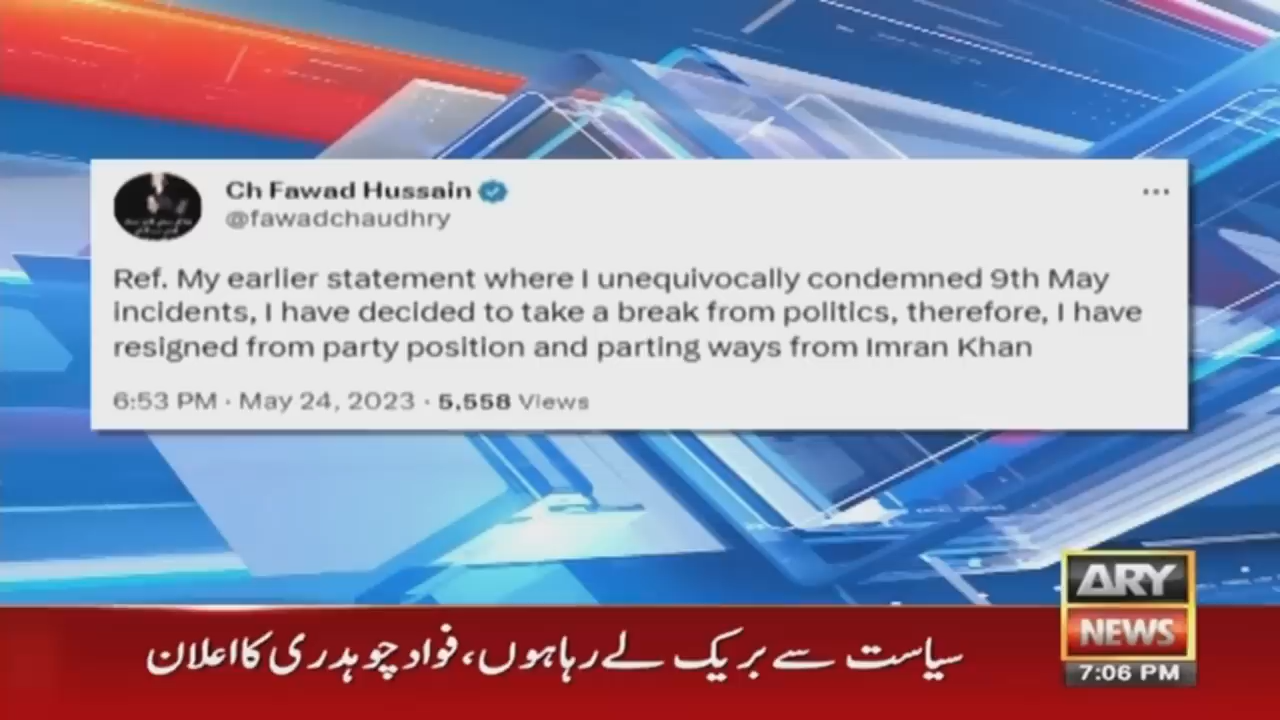 Ch Fawad Hussain
@fawadchaudhry
Ref. My earlier statement where I unequivocally condemned 9th May
incidents, I have decided to take a break from politics, therefore, I have
resigned from party position and parting ways from Imran Khan
6:53 PM · May 24, 2023 · 5,558 Views
سیاست سے بریک لے رہا ہوں، فواد چوہدری کا اعلان
ARY
NEWS
7:06 PM